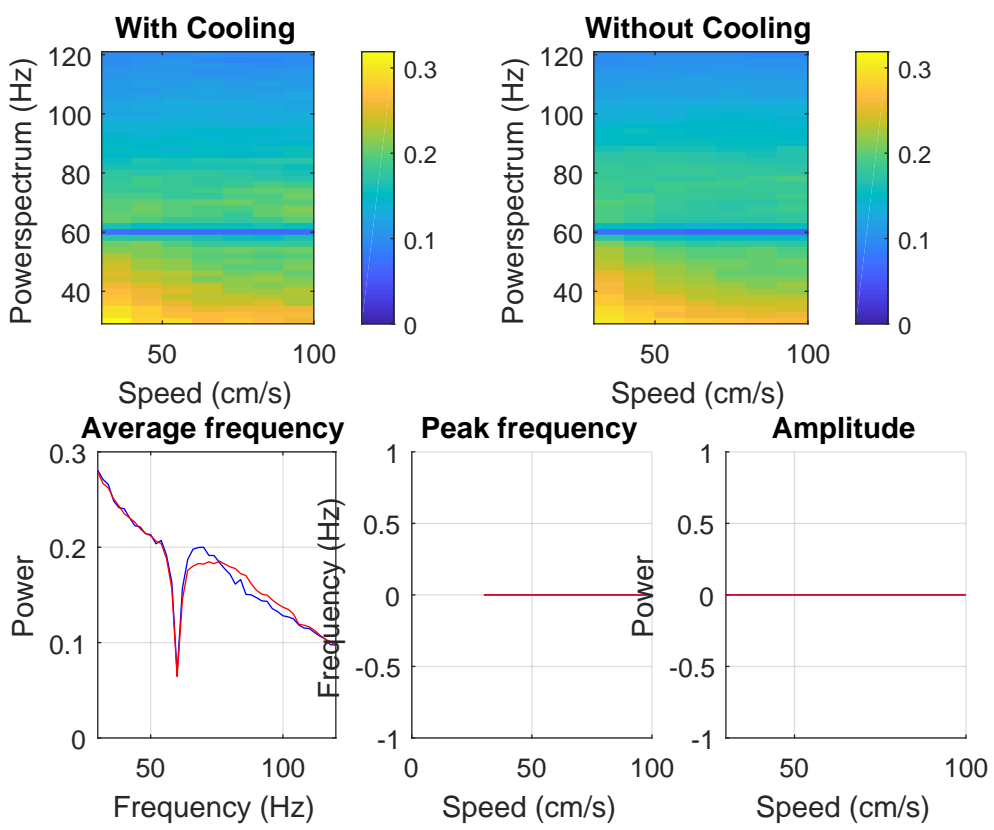 With Cooling
Powerspectrum (Hz)
120
100
80
60
40
50
100
Speed (cm/s)
0.3
0.2
0.1
0
Without Cooling
Powerspectrum (Hz)
120
100
80
60
40
50
100
Speed (cm/s)
0.3
0.2
0.1
0
Average frequency
Power
0.3
0.2
0.1
0
50
100
Frequency (Hz)
Peak frequency
Frequency (Hz)
1
0.5
0
-0.5
-1
0
50
100
Speed (cm/s)
Amplitude
Power
1
0.5
0
-0.5
-1
50
100
Speed (cm/s)